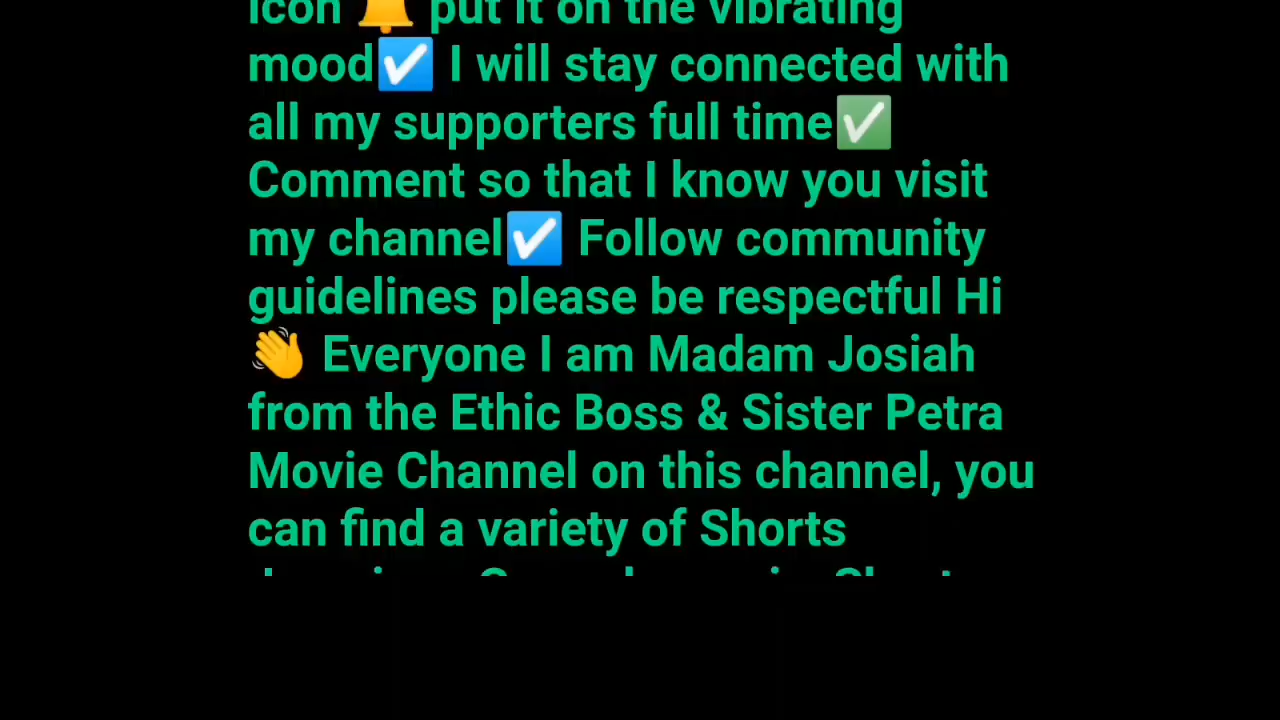 icon 🔔 put it on the vibrating
mood☑️ I will stay connected with
all my supporters full time✅
Comment so that I know you visit
my channel☑️ Follow community
guidelines please be respectful Hi
👋 Everyone I am Madam Josiah
from the Ethic Boss & Sister Petra
Movie Channel on this channel, you
can find a variety of Shorts